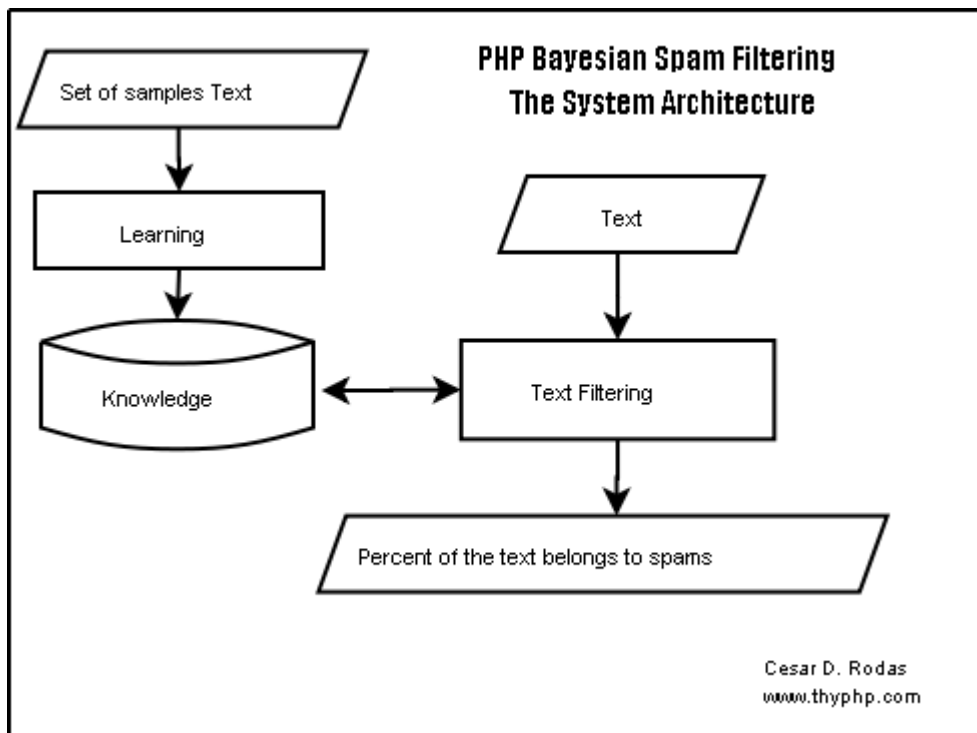 PHP Bayesian Spam Filtering
The System Architecture
Set of samples Text
Learning
Knowledge
Text
Text Filtering
Percent of the text belongs to spams
Cesar D. Rodas
www.thyphp.com